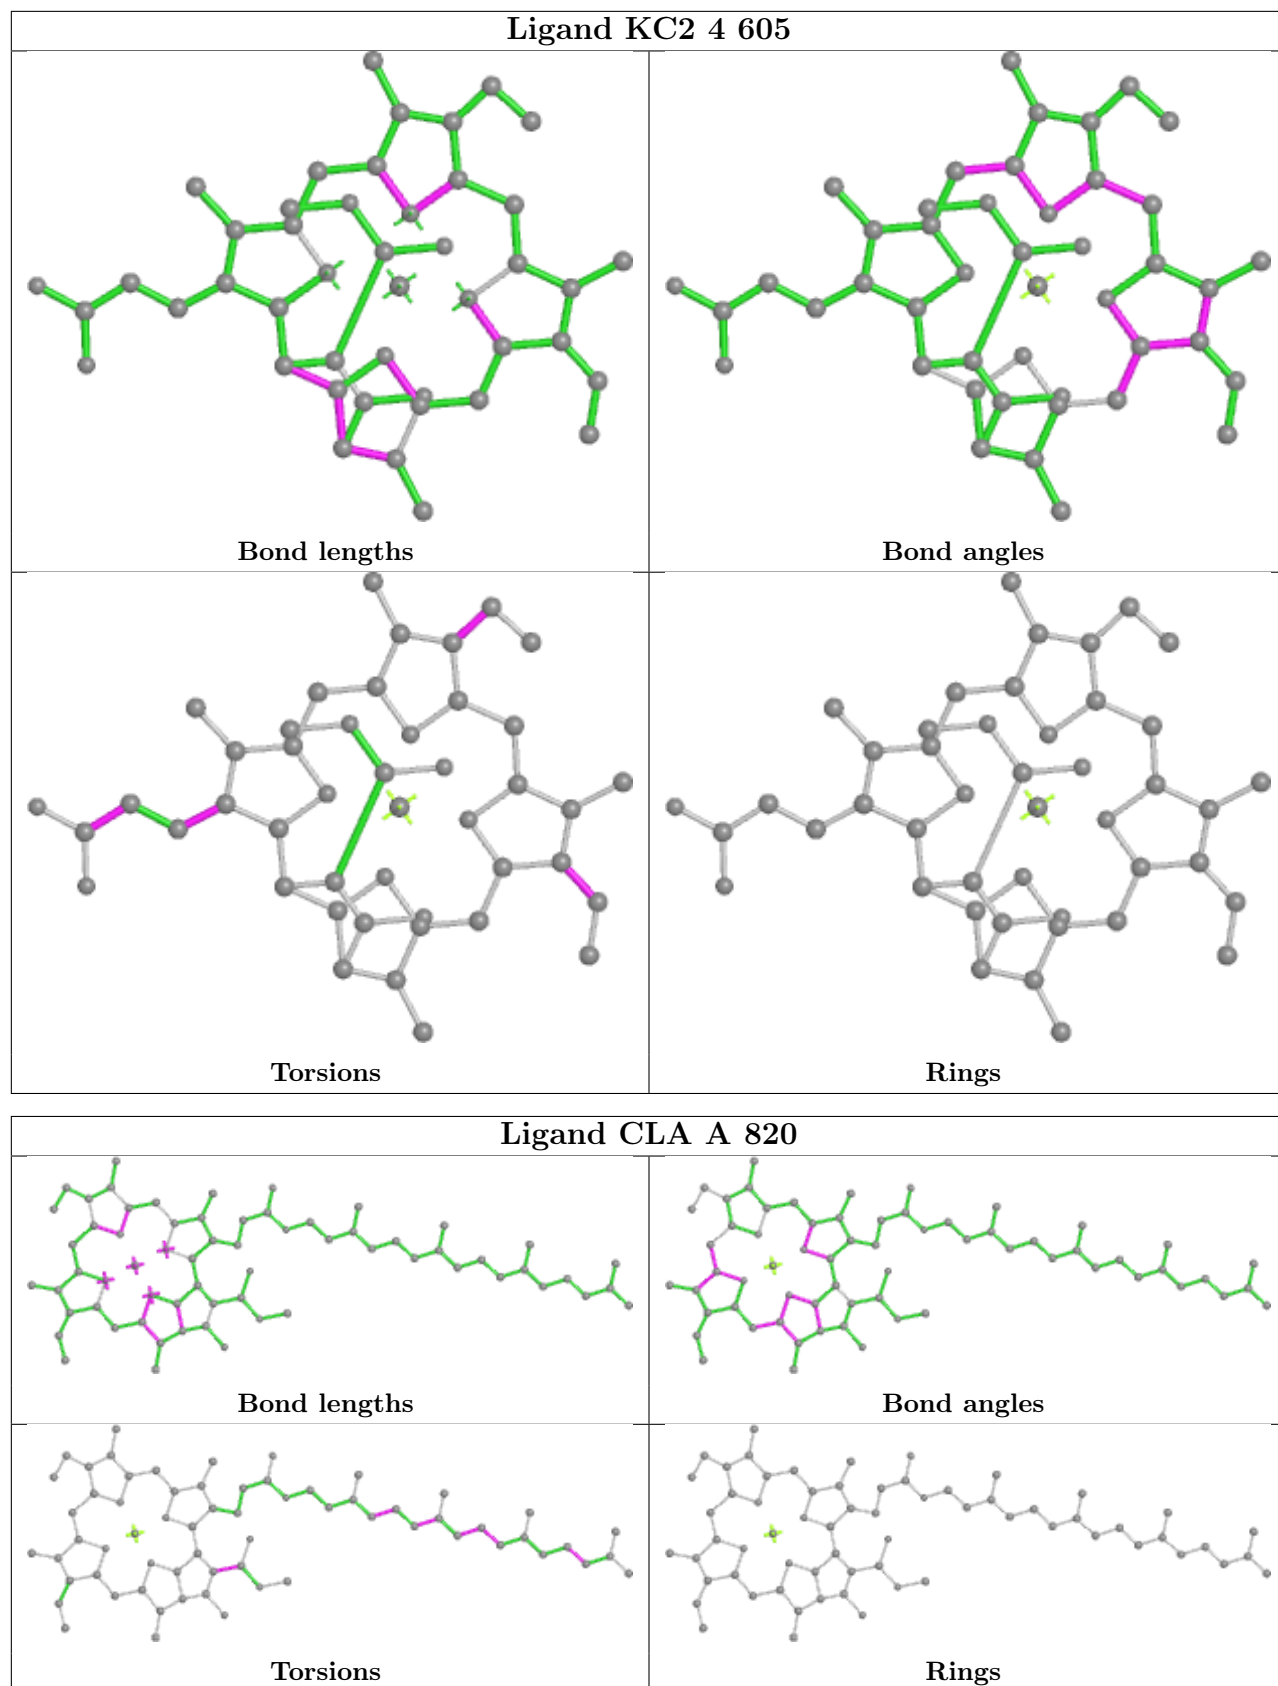 Ligand KC2 4 605
Bond lengths
Bond angles
Torsions
Rings
Ligand CLA A 820
Bond lengths
Bond angles
Torsions
Rings